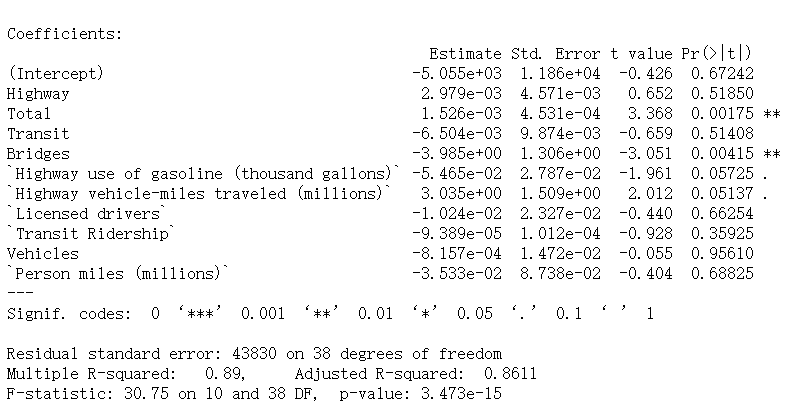 Coefficients:
Estimate Std. Error t value Pr(>|t|)
(Intercept) -5.055e+03 1.186e+04 -0.426 0.67242
Highway 2.979e-03 4.571e-03 0.652 0.51850
Total 1.526e-03 4.531e-04 3.368 0.00175 **
Transit -6.504e-03 9.874e-03 -0.659 0.51408
Bridges -3.985e+00 1.306e+00 -3.051 0.00415 **
`Highway use of gasoline (thousand gallons)` -5.465e-02 2.787e-02 -1.961 0.05725 .
`Highway vehicle-miles traveled (millions)` 3.035e+00 1.509e+00 2.012 0.05137 .
`Licensed drivers` -1.024e-02 2.327e-02 -0.440 0.66254
`Transit Ridership` -9.389e-05 1.012e-04 -0.928 0.35925
Vehicles -8.157e-04 1.472e-02 -0.055 0.95610
`Person miles (millions)` -3.533e-02 8.738e-02 -0.404 0.68825
---
Signif. codes: 0 ‘***’ 0.001 ‘**’ 0.01 ‘*’ 0.05 ‘.’ 0.1 ‘ ’ 1
Residual standard error: 43830 on 38 degrees of freedom
Multiple R-squared: 0.89, Adjusted R-squared: 0.8611
F-statistic: 30.75 on 10 and 38 DF, p-value: 3.473e-15